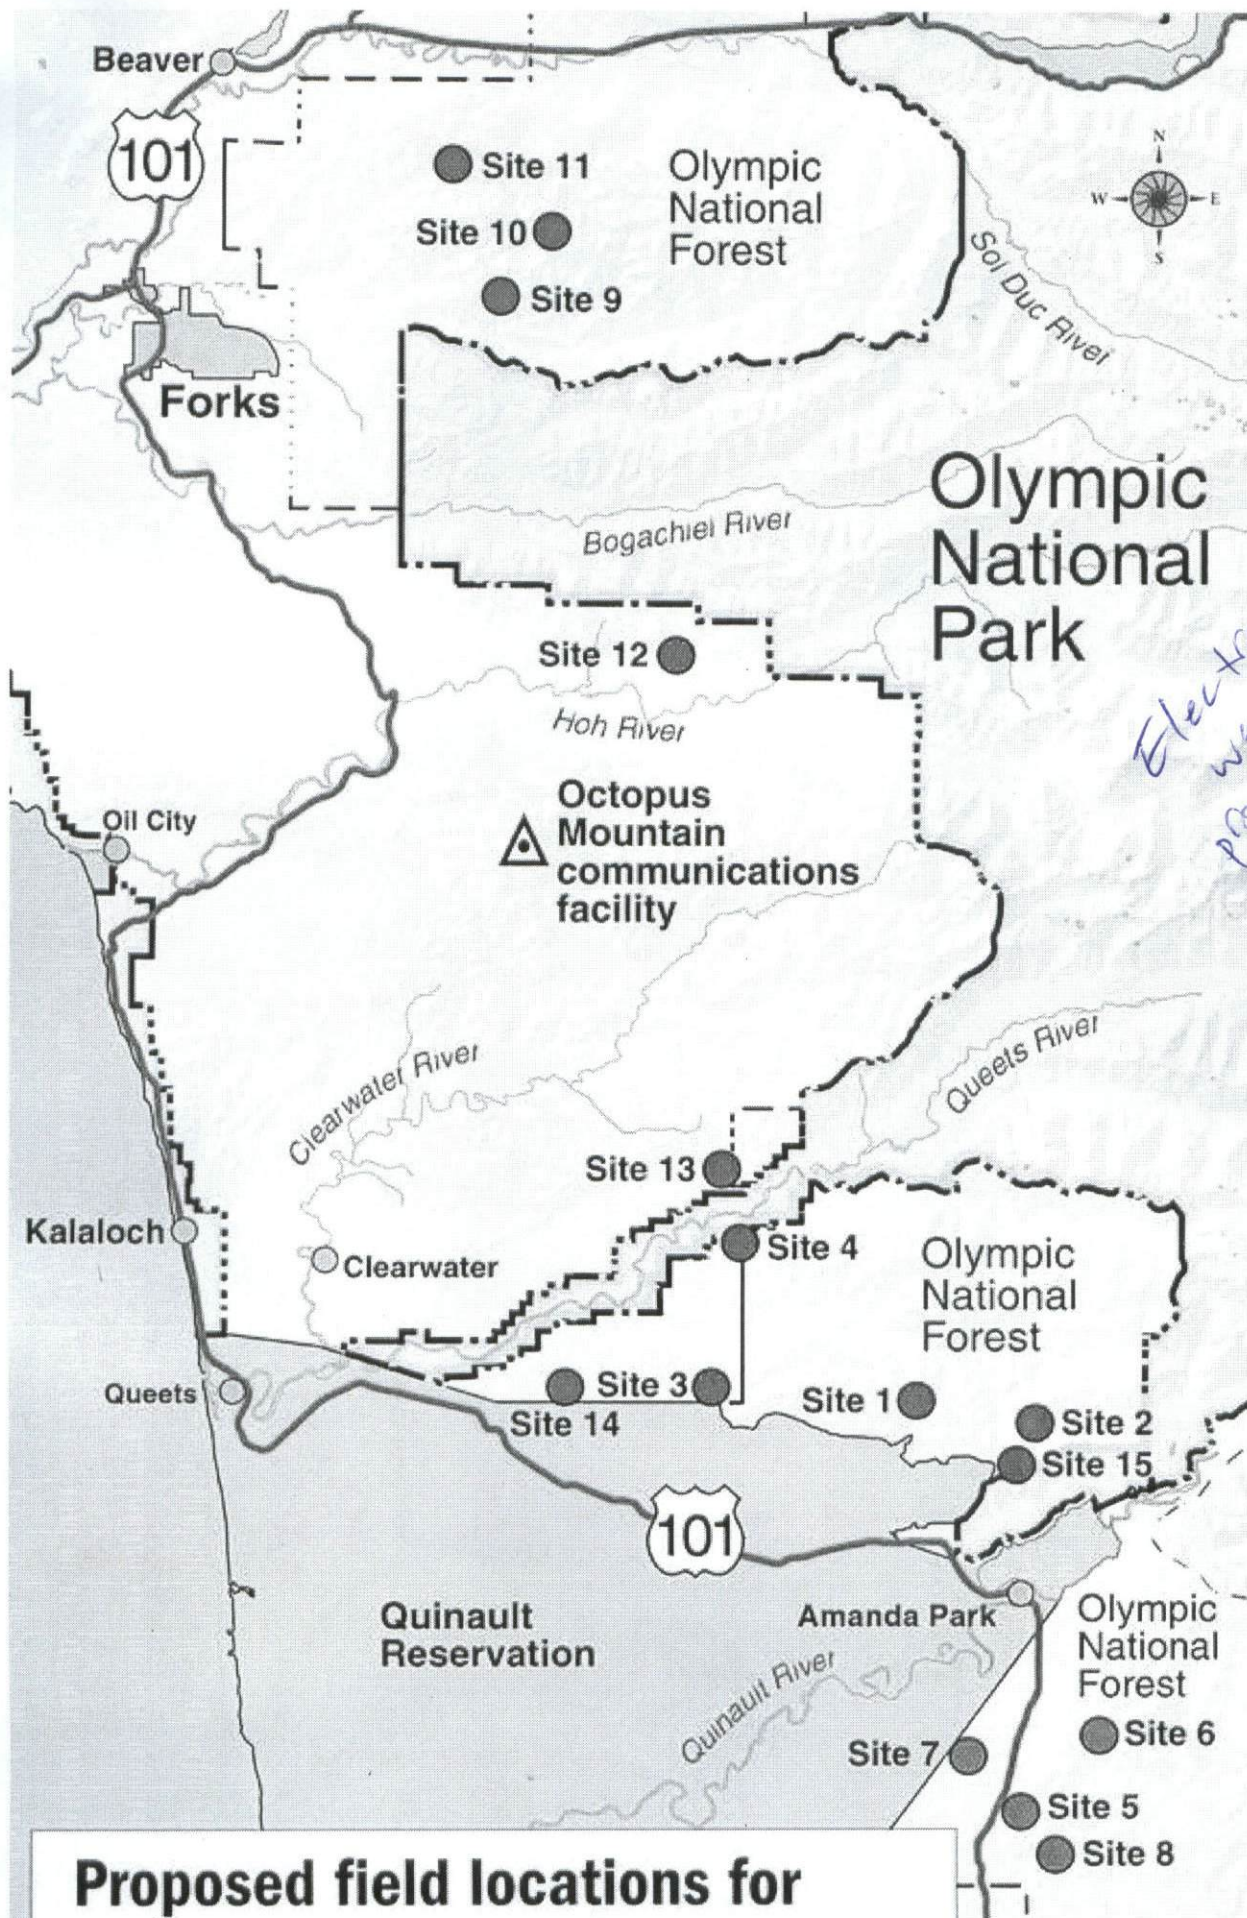 Beaver
101
Site 11
Site 10
Site 9
Olympic
National
Forest
N
W
E
S
Sol Duc River
Forks
Olympic
National
Park
Bogachiel River
Site 12
Hoh River
Octopus
Mountain
communications
facility
Oil City
Clearwater River
Queets River
Site 13
Kalaloch
Clearwater
Site 4
Olympic
National
Forest
Queets
Site 3
Site 14
Site 1
Site 2
Site 15
101
Quinault
Reservation
Amanda Park
Olympic
National
Forest
Quinault River
Site 7
Site 6
Site 5
Site 8
Proposed field locations for